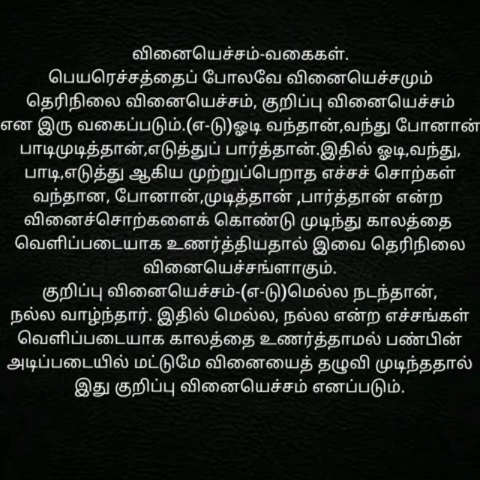 வினையெச்சம்-வகைகள்.
பெயரெச்சத்தைப் போலவே வினையெச்சமும்
தெரிநிலை வினையெச்சம், குறிப்பு வினையெச்சம்
என இரு வகைப்படும்.(எ-டு)ஓடி வந்தான்,வந்து போனான்
பாடிமுடித்தான்,எடுத்துப் பார்த்தான்.இதில் ஓடி,வந்து,
பாடி,எடுத்து ஆகிய முற்றுப்பெறாத எச்சச் சொற்கள்
வந்தான, போனான்,முடித்தான் ,பார்த்தான் என்ற
வினைச்சொற்களைக் கொண்டு முடிந்து காலத்தை
வெளிப்படையாக உணர்த்தியதால் இவை தெரிநிலை
வினையெச்சங்ளாகும்.
குறிப்பு வினையெச்சம்-(எ-டு)மெல்ல நடந்தான்,
நல்ல வாழ்ந்தார். இதில் மெல்ல, நல்ல என்ற எச்சங்கள்
வெளிப்படையாக காலத்தை உணர்த்தாமல் பண்பின்
அடிப்படையில் மட்டுமே வினையைத் தழுவி முடிந்ததால்
இது குறிப்பு வினையெச்சம் எனப்படும்.